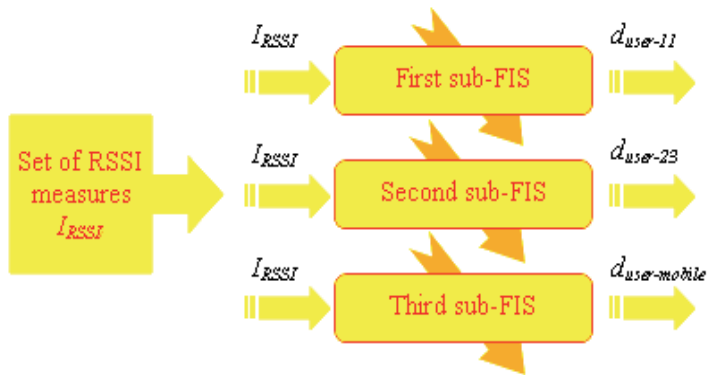 I_RSSI
d_user-11
First sub-FIS
Set of RSSI
measures
I_RSSI
I_RSSI
d_user-23
Second sub-FIS
I_RSSI
d_user-mobile
Third sub-FIS